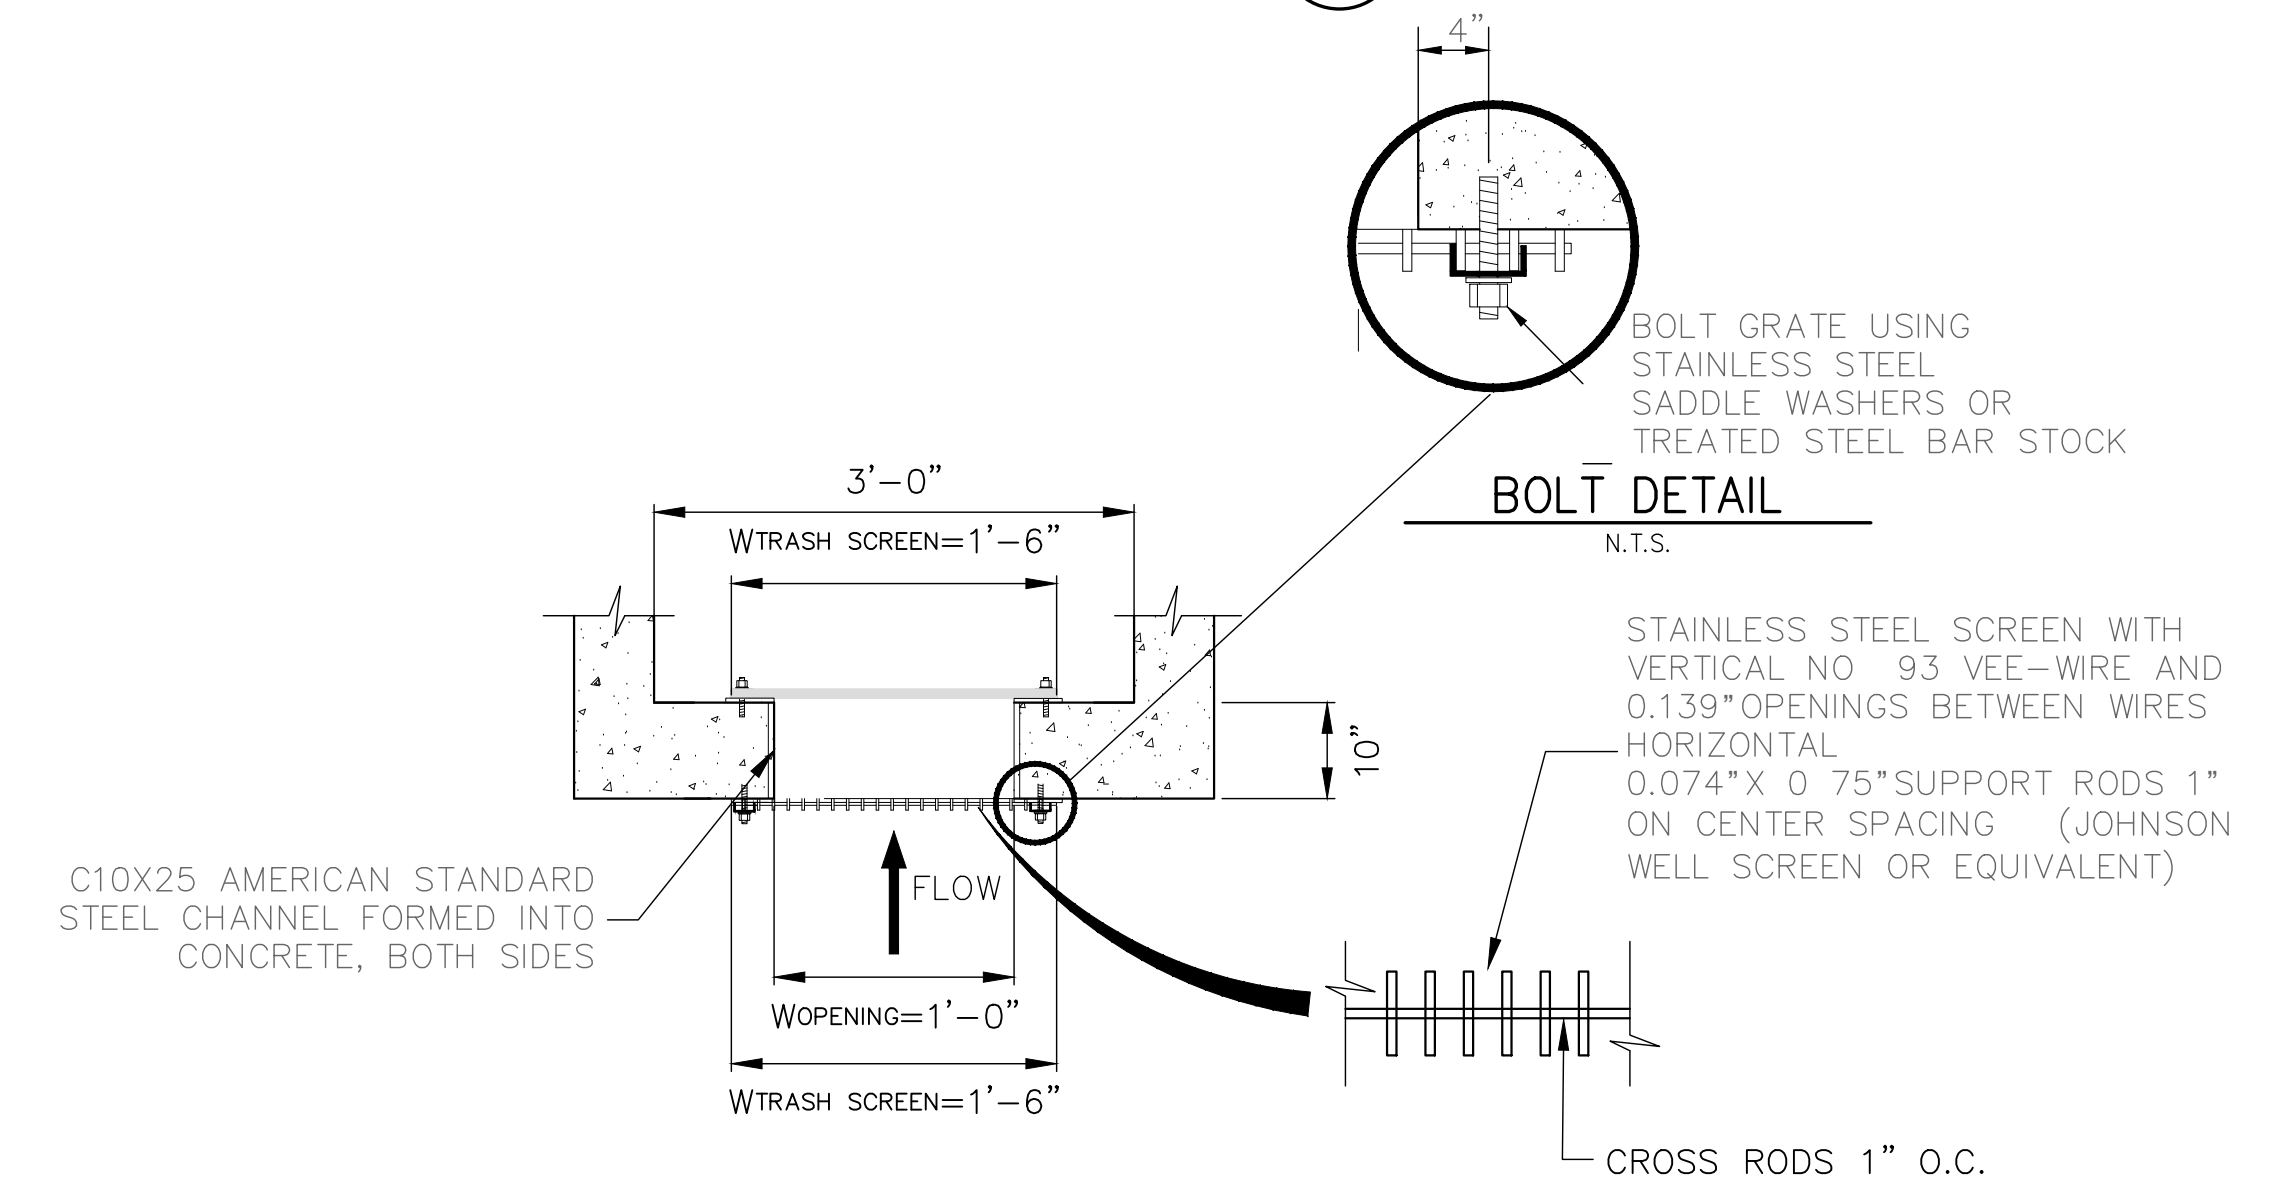 4"
BOLT GRATE USING
STAINLESS STEEL
SADDLE WASHERS OR
TREATED STEEL BAR STOCK
BOLT DETAIL
N.T.S.
3'-0"
WTRASH SCREEN=1'-6"
10"
STAINLESS STEEL SCREEN WITH
VERTICAL NO 93 VEE-WIRE AND
0.139"OPENINGS BETWEEN WIRES
HORIZONTAL
0.074"X 0 75"SUPPORT RODS 1"
ON CENTER SPACING (JOHNSON
WELL SCREEN OR EQUIVALENT)
C10X25 AMERICAN STANDARD
STEEL CHANNEL FORMED INTO
CONCRETE, BOTH SIDES
FLOW
WOPENING=1'-0"
WTRASH SCREEN=1'-6"
CROSS RODS 1" O.C.